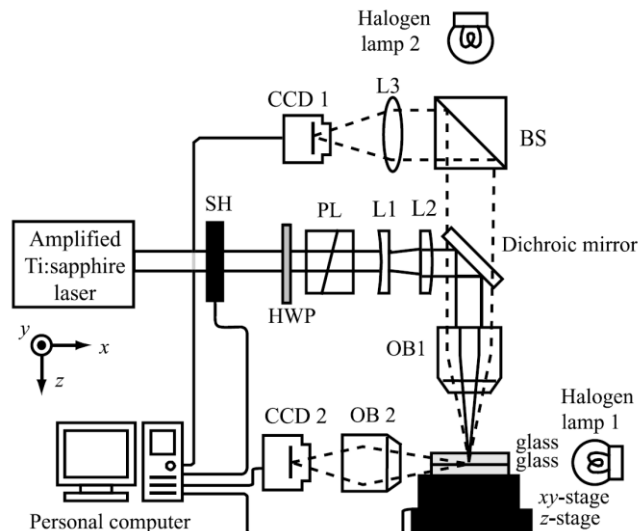 Halogen
lamp 2
CCD 1
L3
BS
SH
PL
L1
L2
Amplified
Ti:sapphire
laser
Dichroic mirror
HWP
y
x
z
OB1
CCD 2
OB 2
Halogen
lamp 1
glass
glass
xy-stage
z-stage
Personal computer